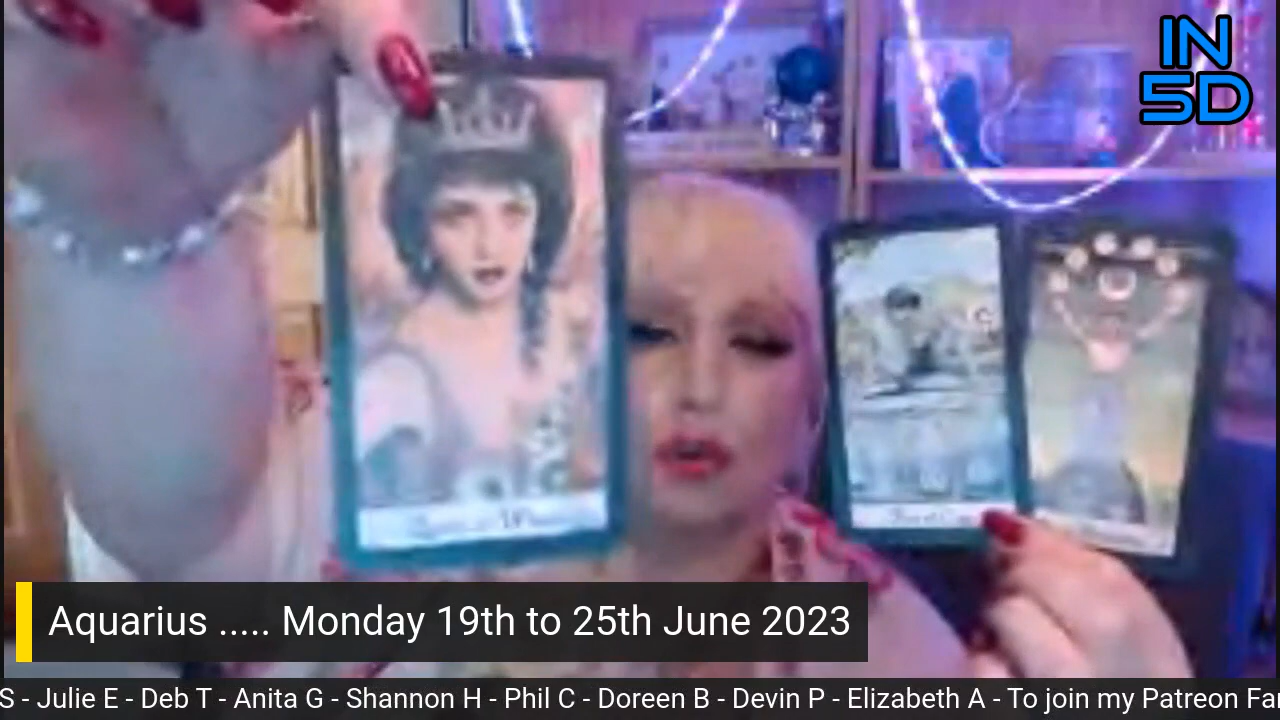 IN
5D
Aquarius ..... Monday 19th to 25th June 2023
S - Julie E - Deb T - Anita G - Shannon H - Phil C - Doreen B - Devin P - Elizabeth A - To join my Patreon Fa